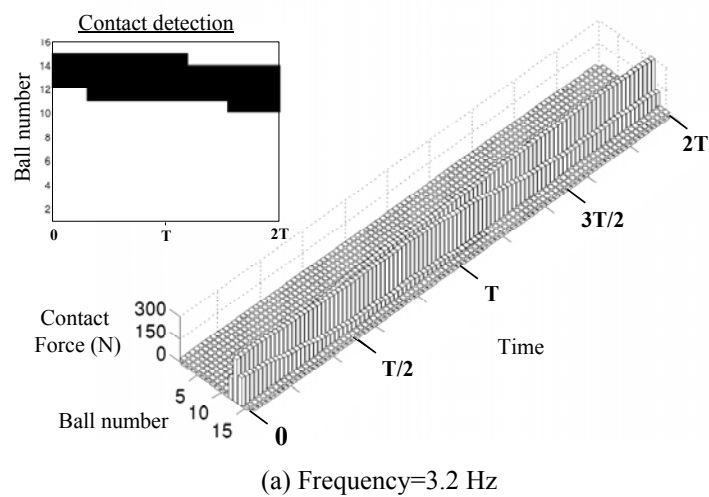 Contact detection
16
14
12
10
8
6
4
2
Ball number
0
T
2T
2T
3T/2
T
T/2
0
Time
300
150
0
Contact
Force (N)
5
10
15
Ball number
(a) Frequency=3.2 Hz